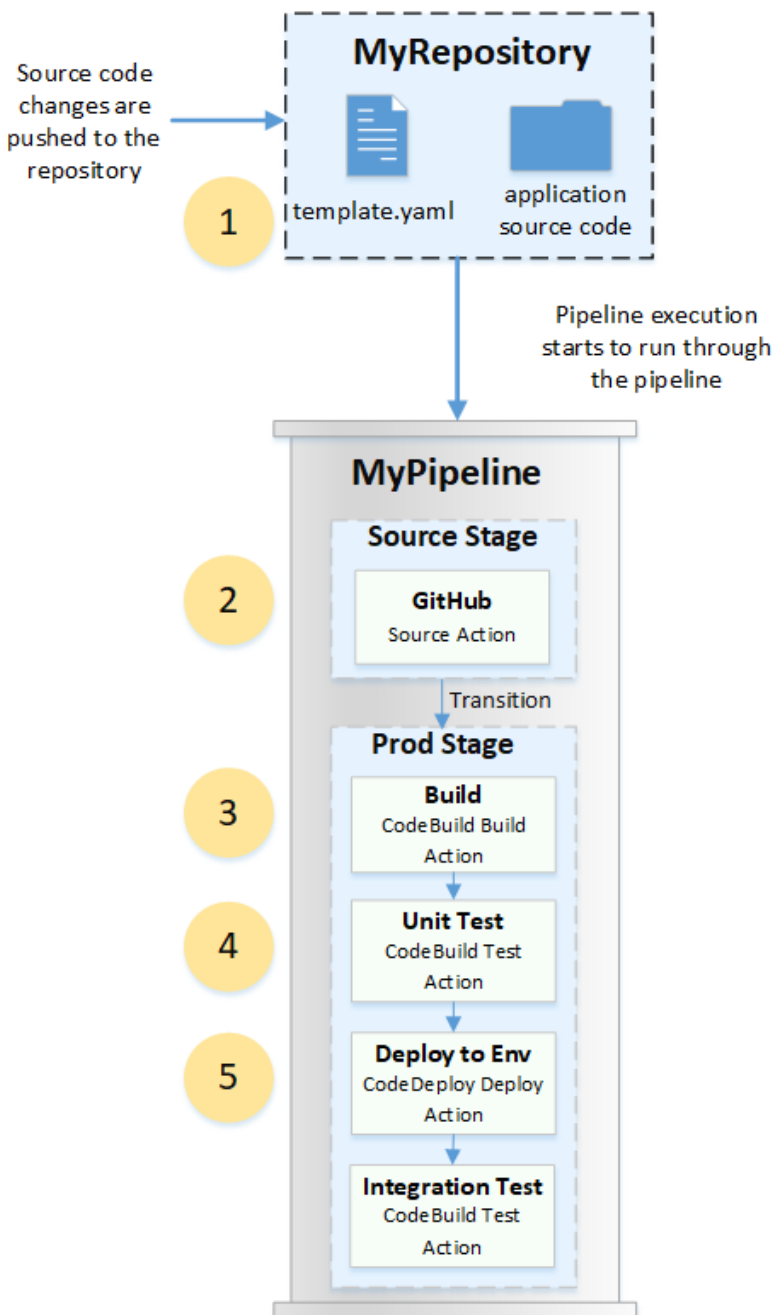 MyRepository
Source code
changes are
pushed to the
repository
template.yaml
application
source code
1
Pipeline execution
starts to run through
the pipeline
MyPipeline
Source Stage
2
GitHub
Source Action
Transition
Prod Stage
3
Build
CodeBuild Build
Action
4
Unit Test
CodeBuild Test
Action
5
Deploy to Env
CodeDeploy Deploy
Action
Integration Test
CodeBuild Test
Action